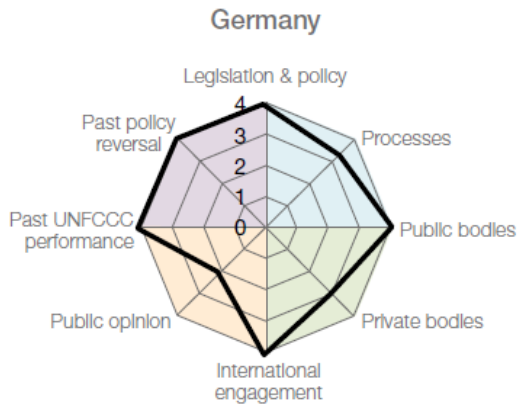 Germany
Legislation & policy
Past policy
reversal
Processes
4
3
2
1
0
Past UNFCCC
performance
Public bodies
Public opinion
Private bodies
International
engagement